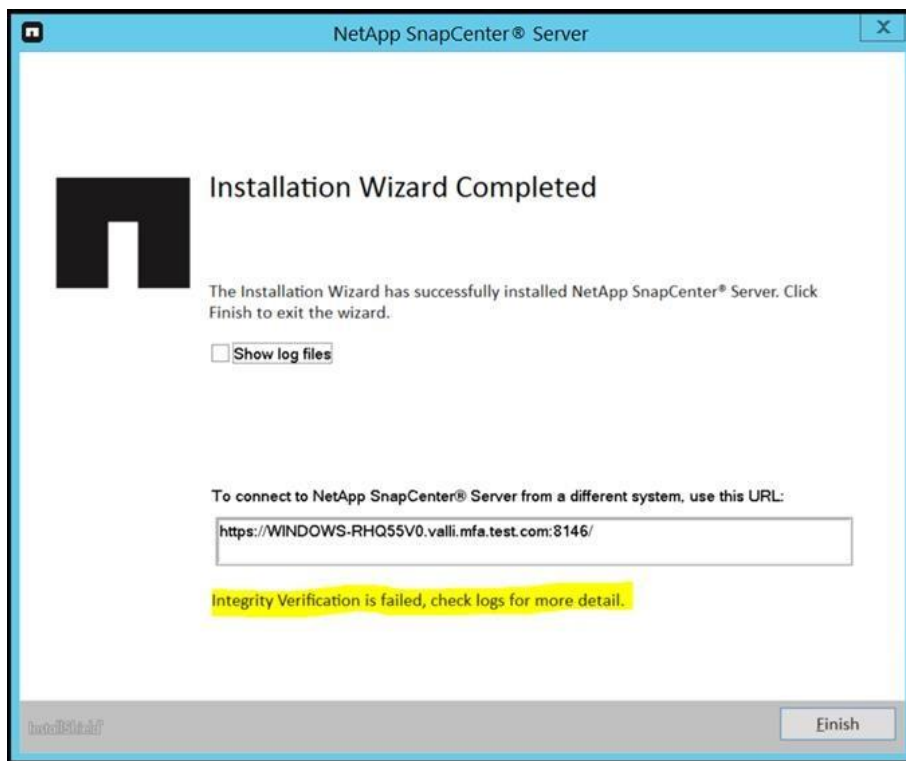 NetApp SnapCenter® Server
X
Installation Wizard Completed
The Installation Wizard has successfully installed NetApp SnapCenter® Server. Click
Finish to exit the wizard.
Show log files
To connect to NetApp SnapCenter® Server from a different system, use this URL:
https://WINDOWS-RHQ55V0.valli.mfa.test.com:8146/
Integrity Verification is failed, check logs for more detail.
InstallShield
Finish